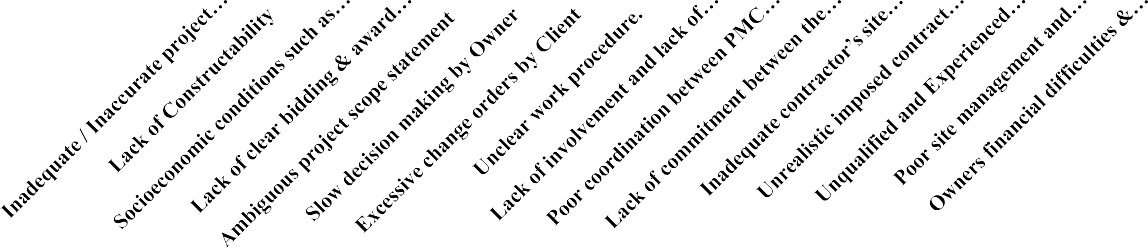 Inadequate / Inaccurate project…
Lack of Constructability
Socioeconomic conditions such as…
Lack of clear bidding & award…
Ambiguous project scope statement
Slow decision making by Owner
Excessive change orders by Client
Unclear work procedure.
Lack of involvement and lack of…
Poor coordination between PMC…
Lack of commitment between the…
Inadequate contractor’s site…
Unrealistic imposed contract…
Unqualified and Experienced…
Poor site management and…
Owners financial difficulties &…